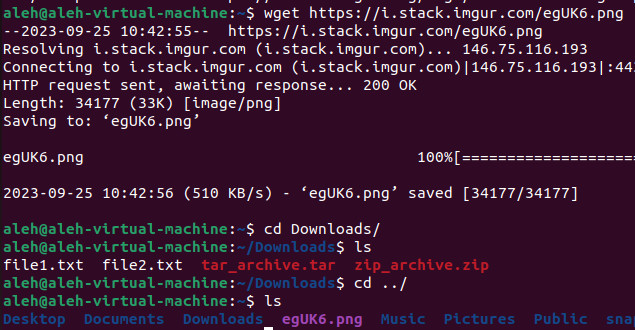 aleh@aleh-virtual-machine:~$ wget https://i.stack.imgur.com/egUK6.png
--2023-09-25 10:42:55--  https://i.stack.imgur.com/egUK6.png
Resolving i.stack.imgur.com (i.stack.imgur.com)... 146.75.116.193
Connecting to i.stack.imgur.com (i.stack.imgur.com)|146.75.116.193|:44
HTTP request sent, awaiting response... 200 OK
Length: 34177 (33K) [image/png]
Saving to: ‘egUK6.png’
egUK6.png 100%[=====================
2023-09-25 10:42:56 (510 KB/s) - ‘egUK6.png’ saved [34177/34177]
aleh@aleh-virtual-machine:~$ cd Downloads/
aleh@aleh-virtual-machine:~/Downloads$ ls
file1.txt  file2.txt  tar_archive.tar  zip_archive.zip
aleh@aleh-virtual-machine:~/Downloads$ cd ../
aleh@aleh-virtual-machine:~$ ls
Desktop  Documents  Downloads  egUK6.png  Music  Pictures  Public  sna